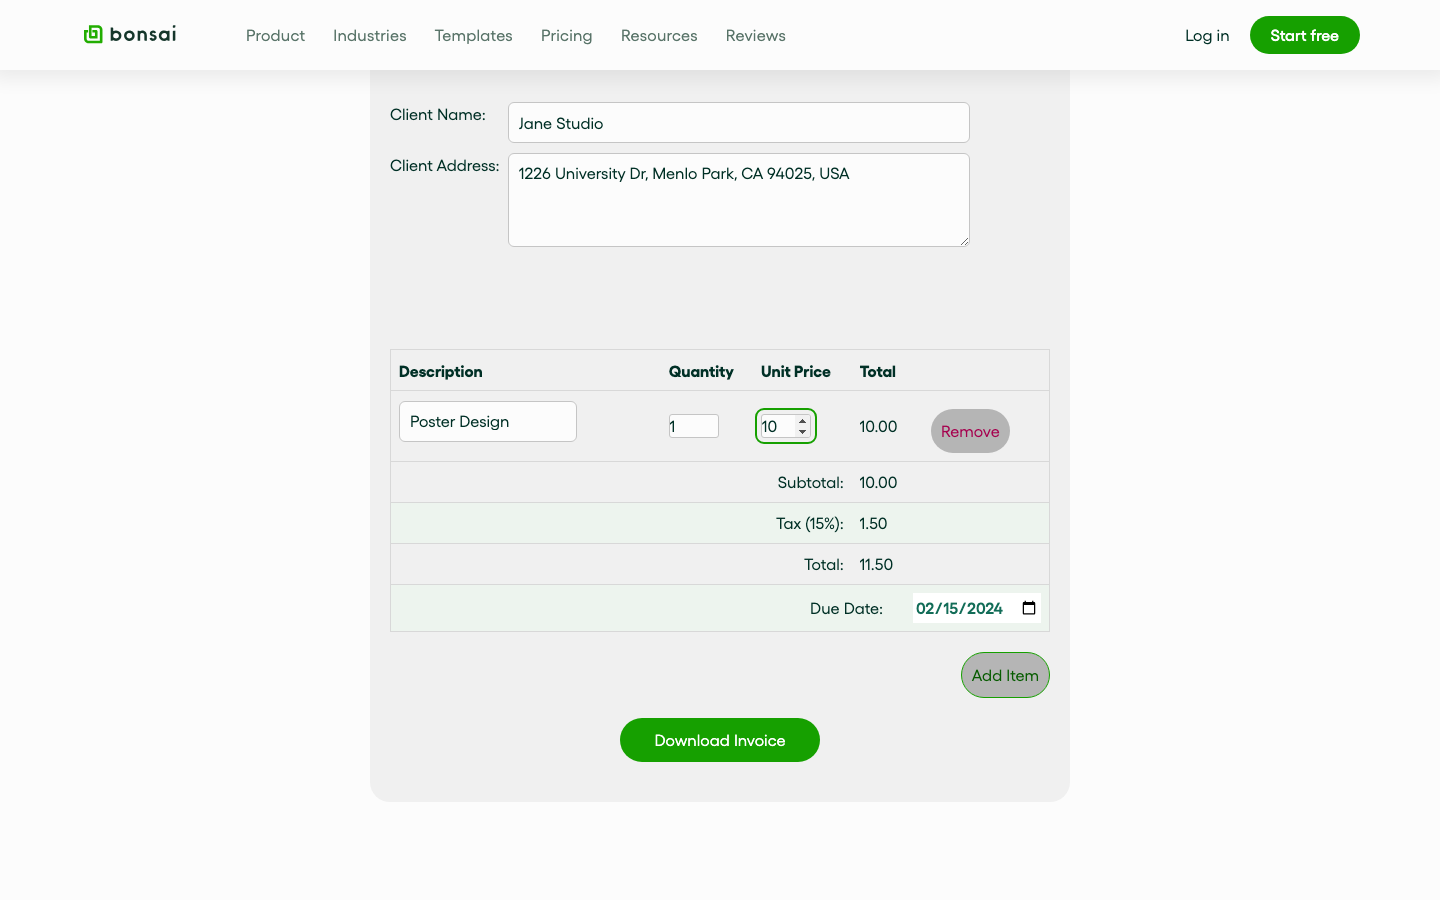 bonsai
Product Industries Templates Pricing Resources Reviews Log in Start free
Client Name: Jane Studio
Client Address: 1226 University Dr, Menlo Park, CA 94025, USA
Description Quantity Unit Price Total
Poster Design 1 10 10.00 Remove
Subtotal: 10.00
Tax (15%): 1.50
Total: 11.50
Due Date: 02/15/2024
Add Item
Download Invoice